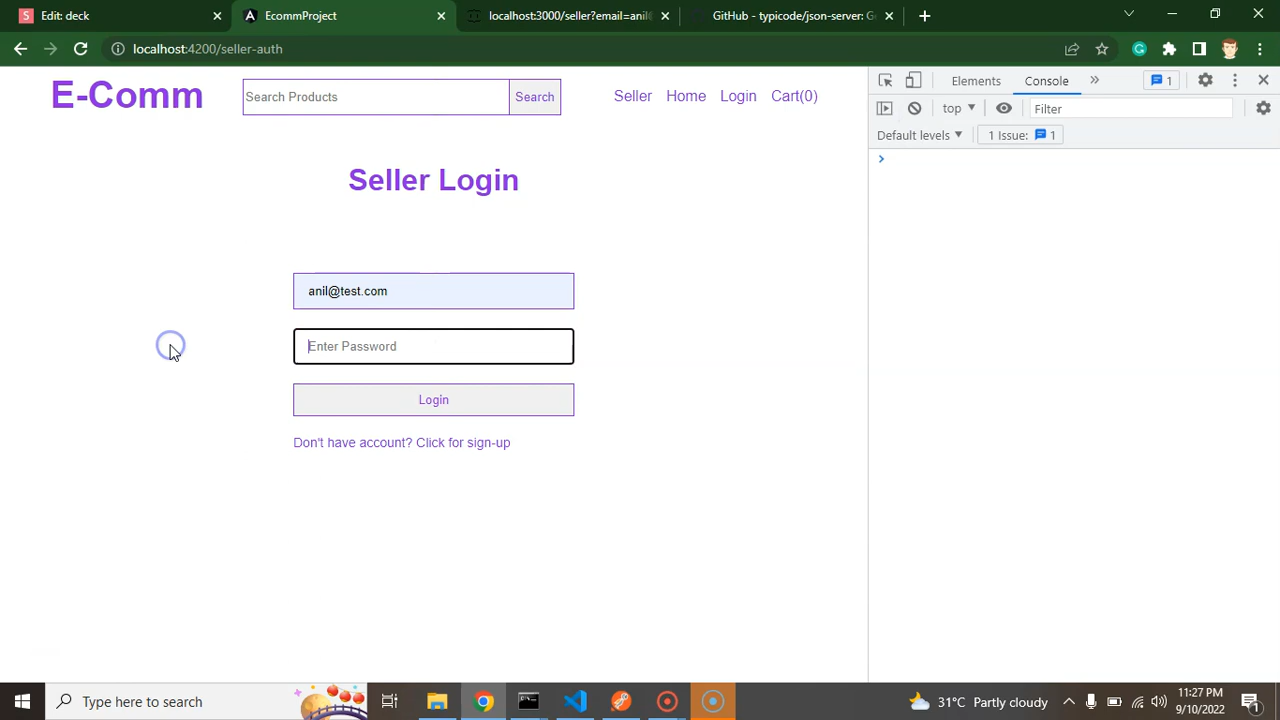 Edit: deck
EcommProject
localhost:3000/seller?email=anil
GitHub - typicode/json-server: G
localhost:4200/seller-auth
E-Comm
Search Products
Search
Seller
Home
Login
Cart(0)
Elements
Console
1
top
Filter
Default levels
1 Issue:
1
Seller Login
anil@test.com
Enter Password
Login
Don't have account? Click for sign-up
Type here to search
31°C Partly cloudy
11:27 PM
9/10/2022
1